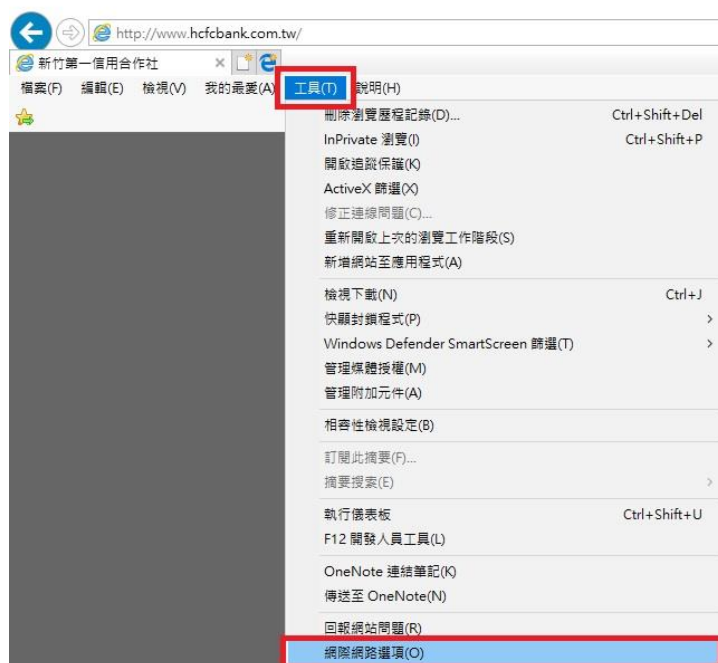 http://www.hcfcbank.com.tw/
新竹第一信用合作社
檔案(F) 編輯(E) 檢視(V) 我的最愛(A) 工具(T) 說明(H)
刪除瀏覽歷程記錄(D)... Ctrl+Shift+Del
InPrivate 瀏覽(I) Ctrl+Shift+P
開啟追蹤保護(K)
ActiveX 篩選(X)
修正連線問題(C)...
重新開啟上次的瀏覽工作階段(S)
新增網站至應用程式(A)
檢視下載(N) Ctrl+J
快顯封鎖程式(P)
Windows Defender SmartScreen 篩選(T)
管理媒體授權(M)
管理附加元件(A)
相容性檢視設定(B)
訂閱此摘要(F)...
摘要搜索(E)
執行儀表板 Ctrl+Shift+U
F12 開發人員工具(L)
OneNote 連結筆記(K)
傳送至 OneNote(N)
回報網站問題(R)
網際網路選項(O)